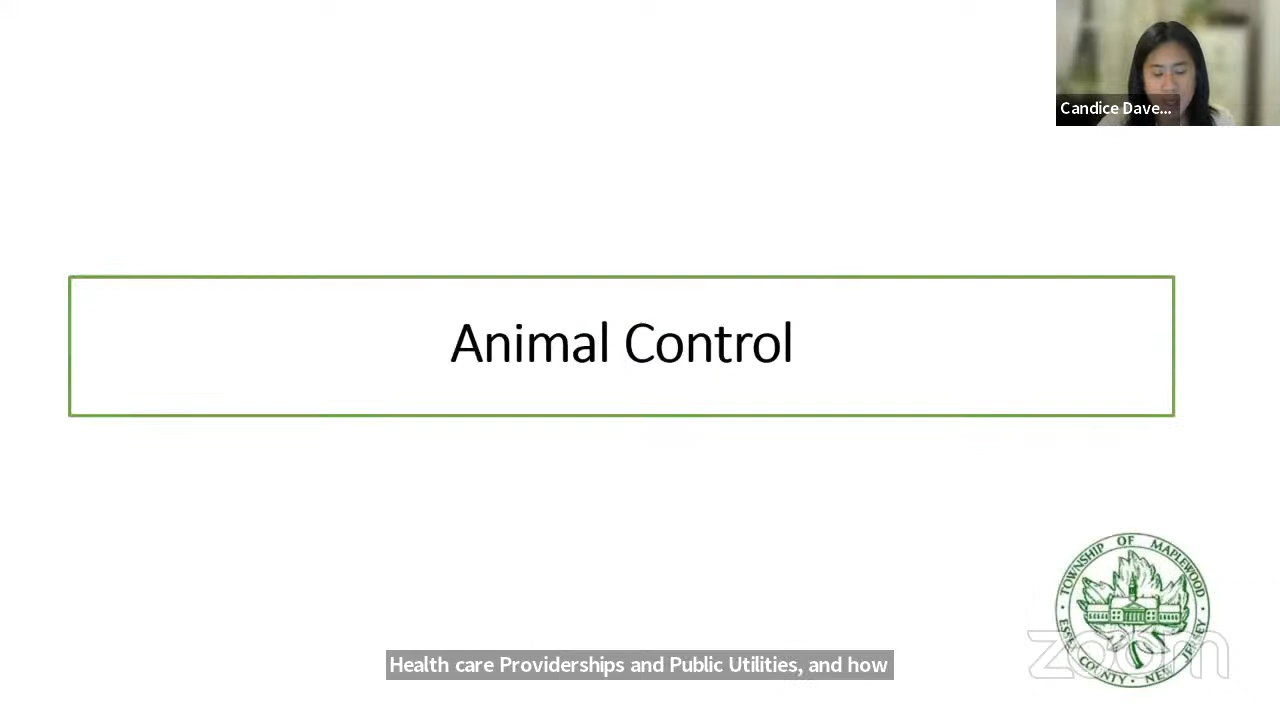 Candice Dave...
Animal Control
TOWNSHIP OF MAPLEWOOD
ESSEX COUNTY · NEW JERSEY
zoom
Health care Providerships and Public Utilities, and how